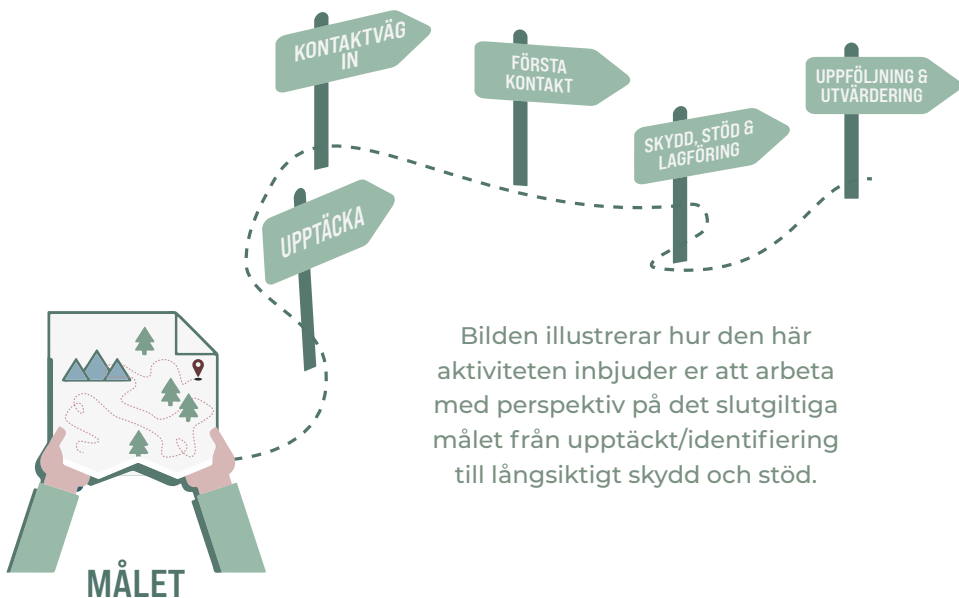 KONTAKTVÄG
IN
FÖRSTA
KONTAKT
SKYDD, STÖD &
LAGFÖRING
UPPFÖLJNING &
UTVÄRDERING
UPPTÄCKA
Bilden illustrerar hur den här
aktiviteten inbjuder er att arbeta
med perspektiv på det slutgiltiga
målet från upptäckt/identifiering
till långsiktigt skydd och stöd.
MÅLET